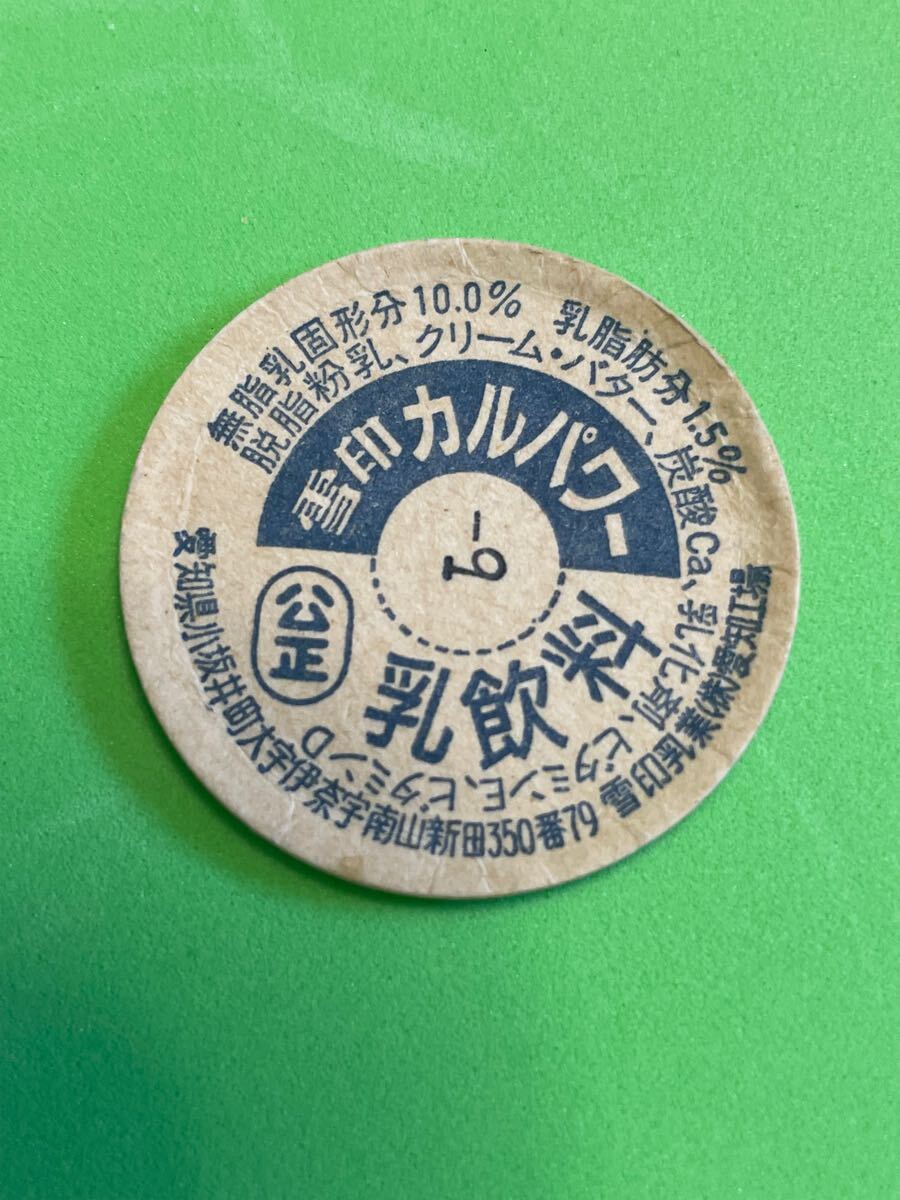 無脂乳固形分10.0% 乳脂肪分1.5%
脱脂粉乳、クリーム・バター、炭酸Ca、乳化剤、ビタミンE、ビタミンD
雪印カルパワー
公正
乳飲料
愛知県小坂井町大字伊奈字南山新田350番79 雪印乳業(株)愛知工場